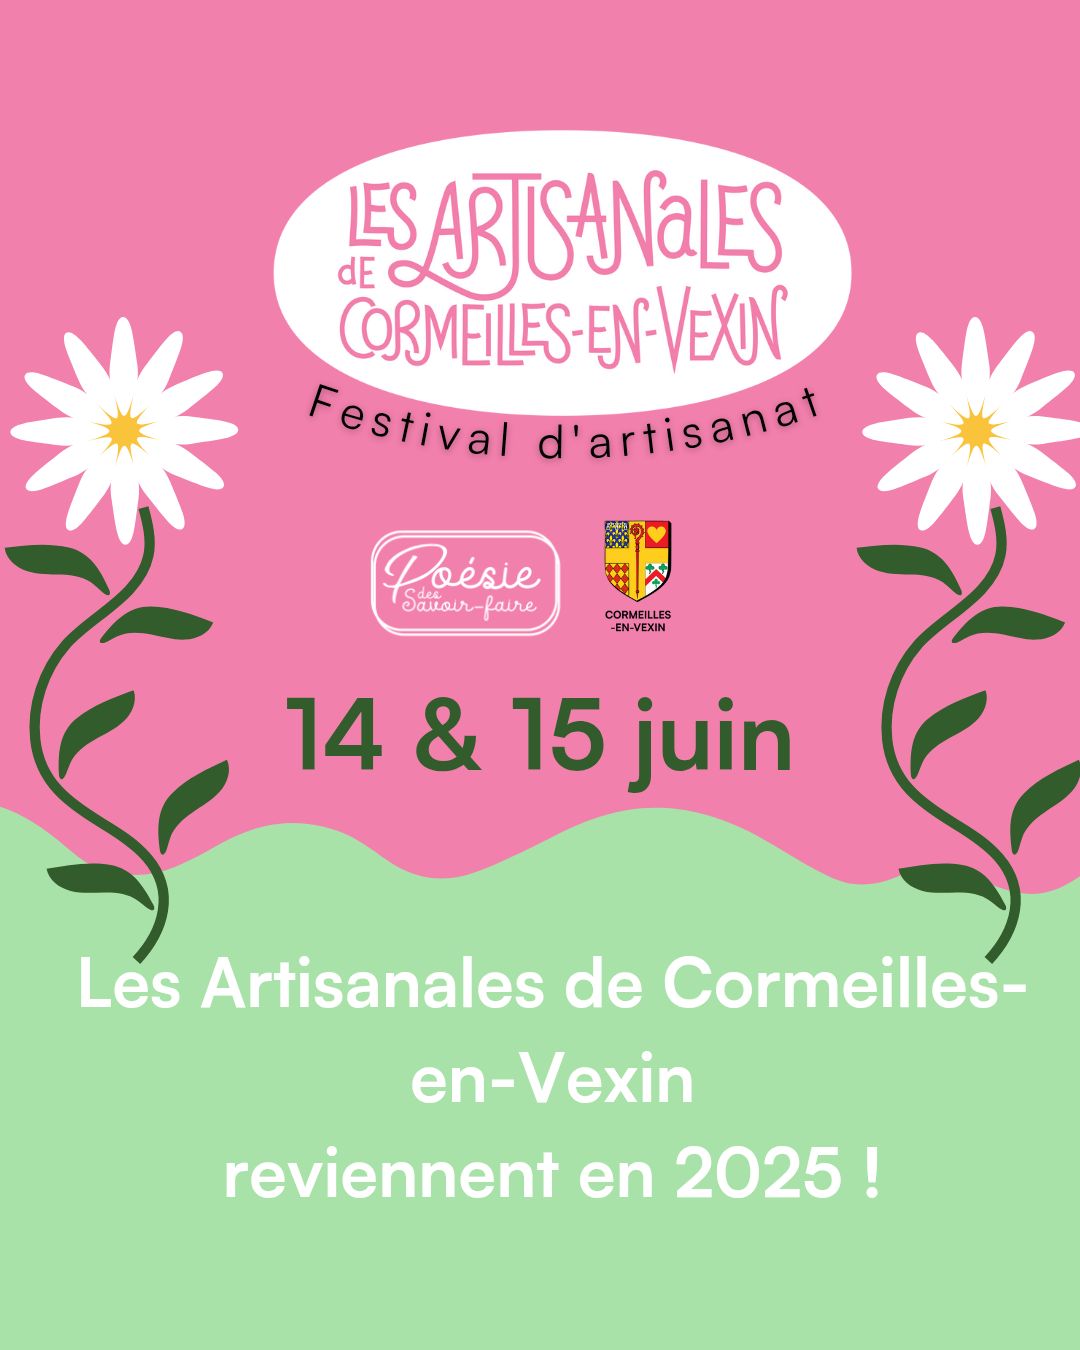 LES ARTISANALES
DE
CORMEILLES-EN-VEXIN
Festival d'artisanat
Poésie
des
Savoir-faire
CORMEILLES
-EN-VEXIN
14 & 15 juin
Les Artisanales de Cormeilles-
en-Vexin
reviennent en 2025 !